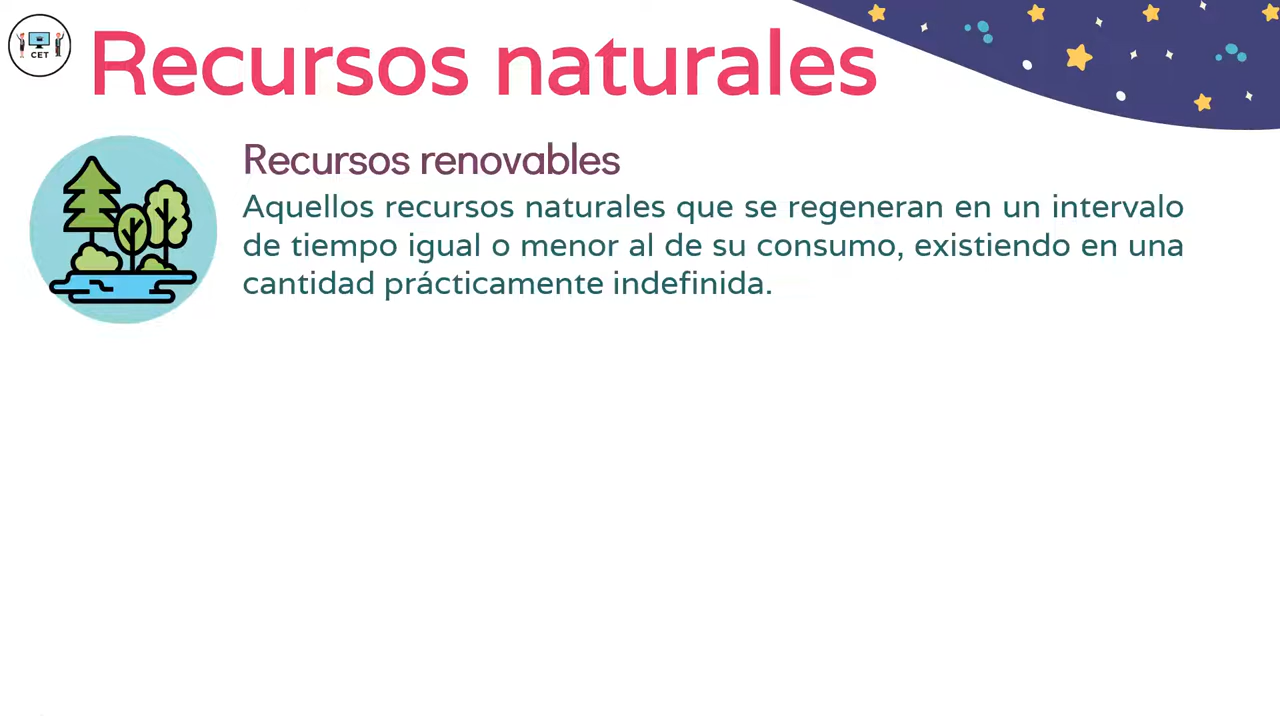 CET
Recursos naturales
Recursos renovables
Aquellos recursos naturales que se regeneran en un intervalo
de tiempo igual o menor al de su consumo, existiendo en una
cantidad prácticamente indefinida.